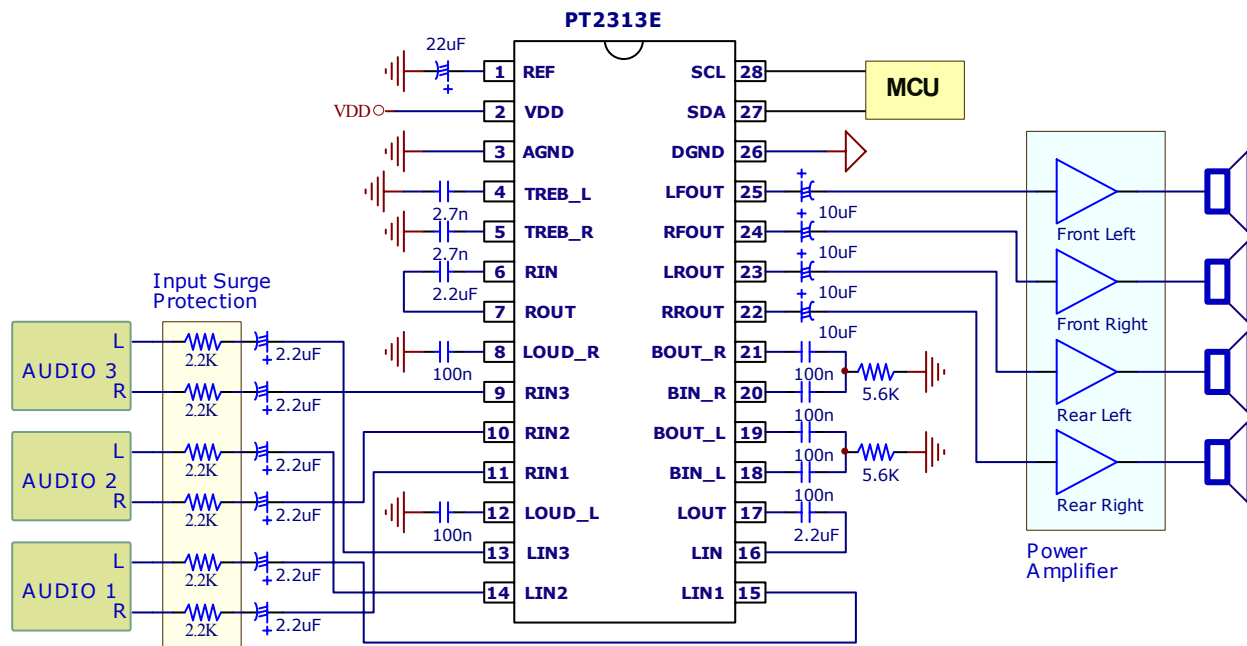 PT2313E
22uF
+
1 REF
SCL 28
MCU
VDD
2 VDD
SDA 27
3 AGND
DGND 26
4 TREB_L
LFOUT 25
+
10uF
2.7n
5 TREB_R
RFOUT 24
+
10uF
2.7n
6 RIN
LROUT 23
+
10uF
2.2uF
7 ROUT
RROUT 22
+
10uF
8 LOUD_R
BOUT_R 21
100n
100n
9 RIN3
BIN_R 20
100n
5.6K
10 RIN2
BOUT_L 19
100n
11 RIN1
BIN_L 18
100n
5.6K
12 LOUD_L
LOUT 17
100n
2.2uF
13 LIN3
LIN 16
14 LIN2
LIN1 15
Input Surge
Protection
AUDIO 3
L
2.2K
+
2.2uF
R
2.2K
+
2.2uF
AUDIO 2
L
2.2K
+
2.2uF
R
2.2K
+
2.2uF
AUDIO 1
L
2.2K
+
2.2uF
R
2.2K
+
2.2uF
Front Left
Front Right
Rear Left
Rear Right
Power
Amplifier